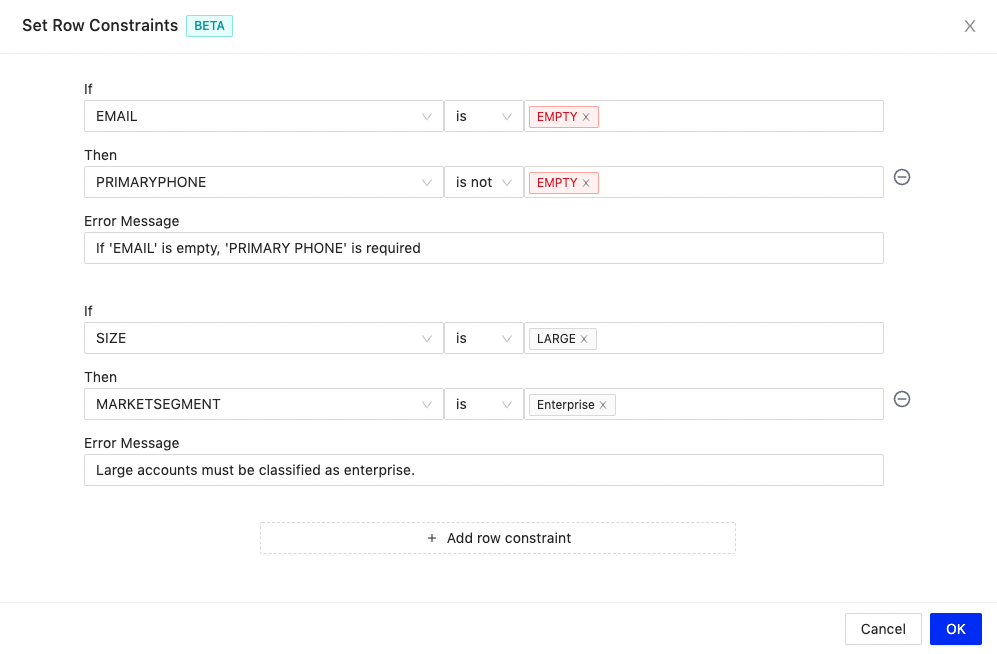 Set Row Constraints BETA
If
EMAIL is EMPTY
Then
PRIMARYPHONE is not EMPTY
Error Message
If 'EMAIL' is empty, 'PRIMARY PHONE' is required
If
SIZE is LARGE
Then
MARKETSEGMENT is Enterprise
Error Message
Large accounts must be classified as enterprise.
+ Add row constraint
Cancel OK